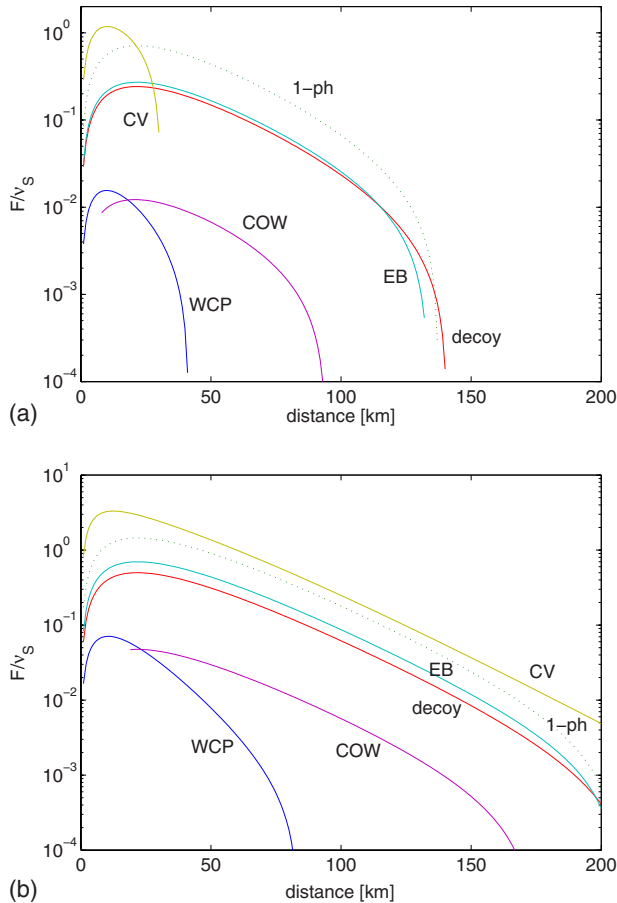 10^0
10^-1
10^-2
10^-3
10^-4
F/ν_S
CV
1-ph
WCP
COW
EB
decoy
0 50 100 150 200
distance [km]
(a)
10^1
10^0
10^-1
10^-2
10^-3
10^-4
F/ν_S
CV
EB
decoy
1-ph
WCP
COW
0 50 100 150 200
distance [km]
(b)